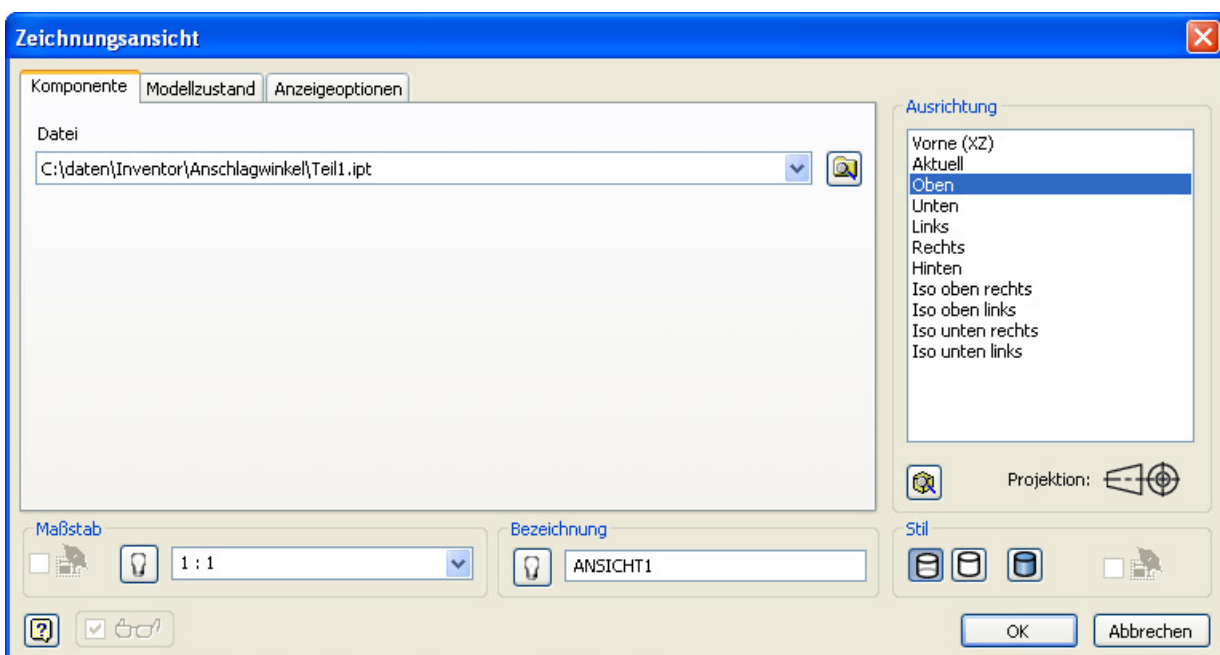 Zeichnungsansicht
Komponente
Modellzustand
Anzeigeoptionen
Datei
C:\daten\Inventor\Anschlagwinkel\Teil1.ipt
Ausrichtung
Vorne (XZ)
Aktuell
Oben
Unten
Links
Rechts
Hinten
Iso oben rechts
Iso oben links
Iso unten rechts
Iso unten links
Projektion:
Maßstab
1 : 1
Bezeichnung
ANSICHT1
Stil
OK
Abbrechen